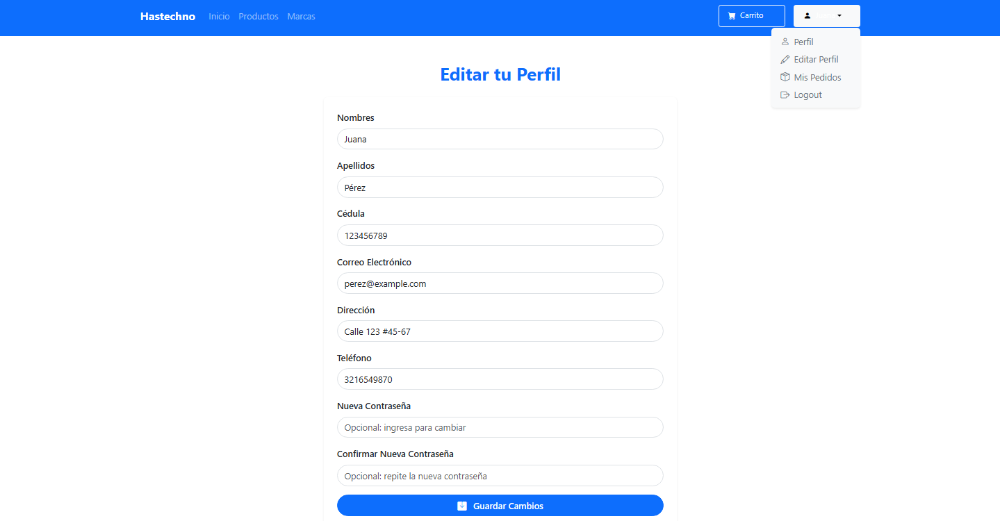 Hastechno Inicio Productos Marcas Carrito
Perfil
Editar Perfil
Mis Pedidos
Logout
Editar tu Perfil
Nombres
Juana
Apellidos
Pérez
Cédula
123456789
Correo Electrónico
perez@example.com
Dirección
Calle 123 #45-67
Teléfono
3216549870
Nueva Contraseña
Opcional: ingresa para cambiar
Confirmar Nueva Contraseña
Opcional: repite la nueva contraseña
Guardar Cambios